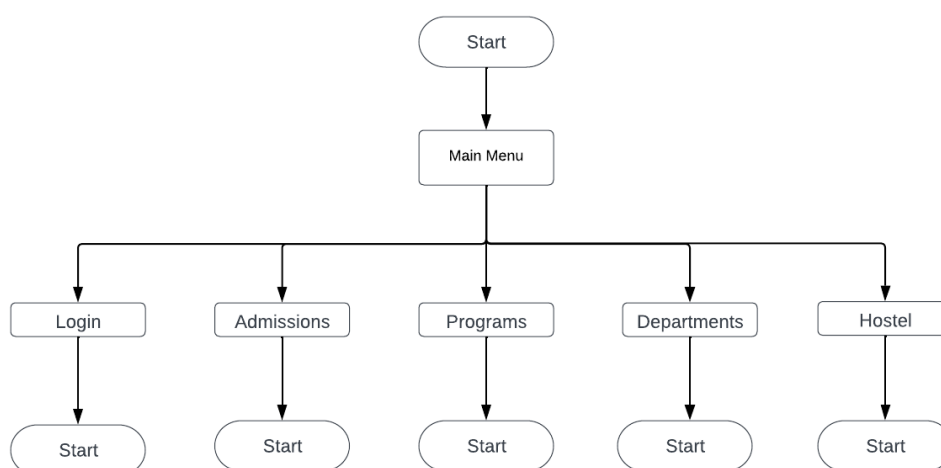 Start
Main Menu
Login
Admissions
Programs
Departments
Hostel
Start
Start
Start
Start
Start